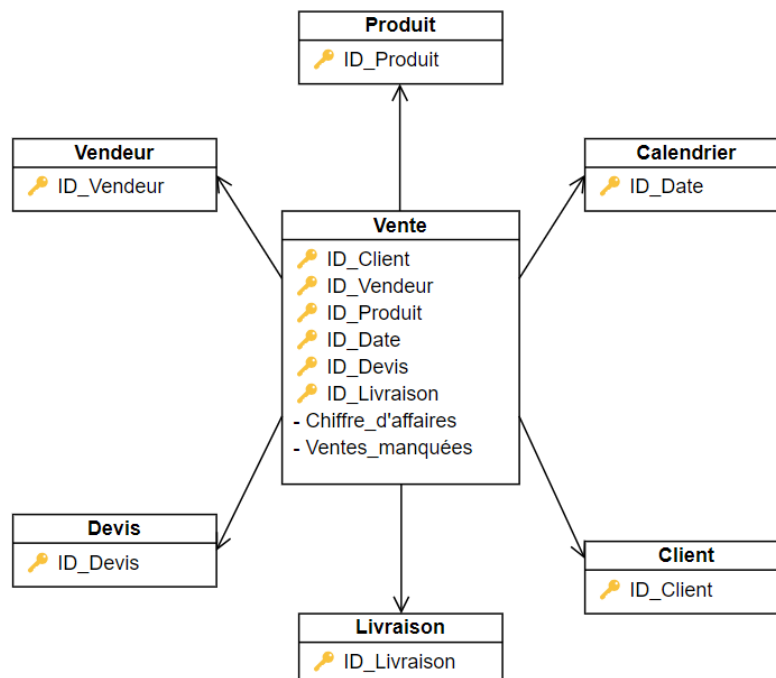 Produit
ID_Produit
Vendeur
ID_Vendeur
Calendrier
ID_Date
Vente
ID_Client
ID_Vendeur
ID_Produit
ID_Date
ID_Devis
ID_Livraison
- Chiffre_d'affaires
- Ventes_manquées
Devis
ID_Devis
Client
ID_Client
Livraison
ID_Livraison